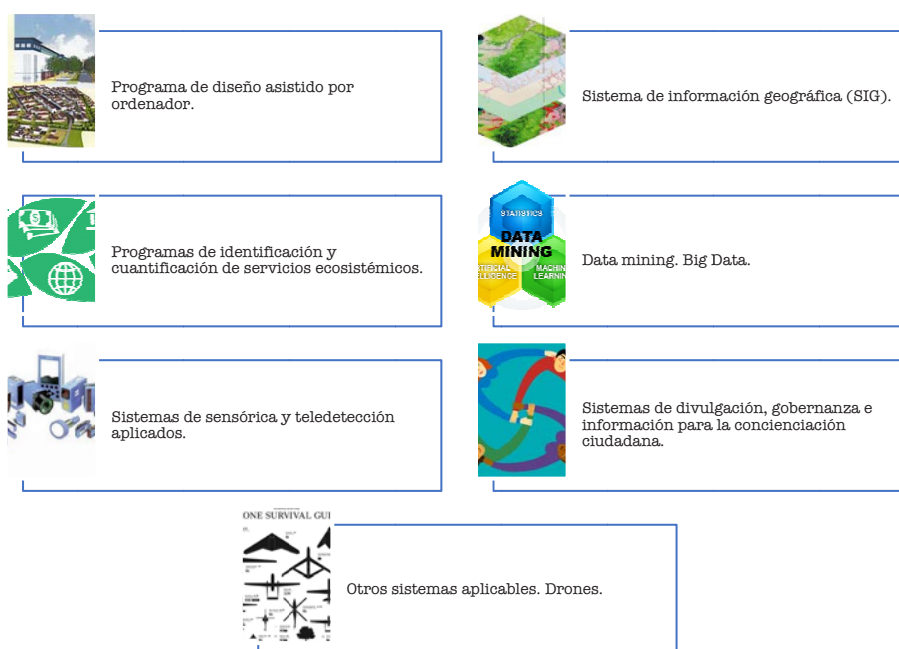 Programa de diseño asistido por
ordenador.
Sistema de información geográfica (SIG).
Programas de identificación y
cuantificación de servicios ecosistémicos.
STATISTICS
DATA
MINING
LEARNIN
Data mining. Big Data.
Sistemas de sensórica y teledetección
aplicados.
Sistemas de divulgación, gobernanza e
información para la concienciación
ciudadana.
ONE SURVIVAL GUI
Otros sistemas aplicables. Drones.